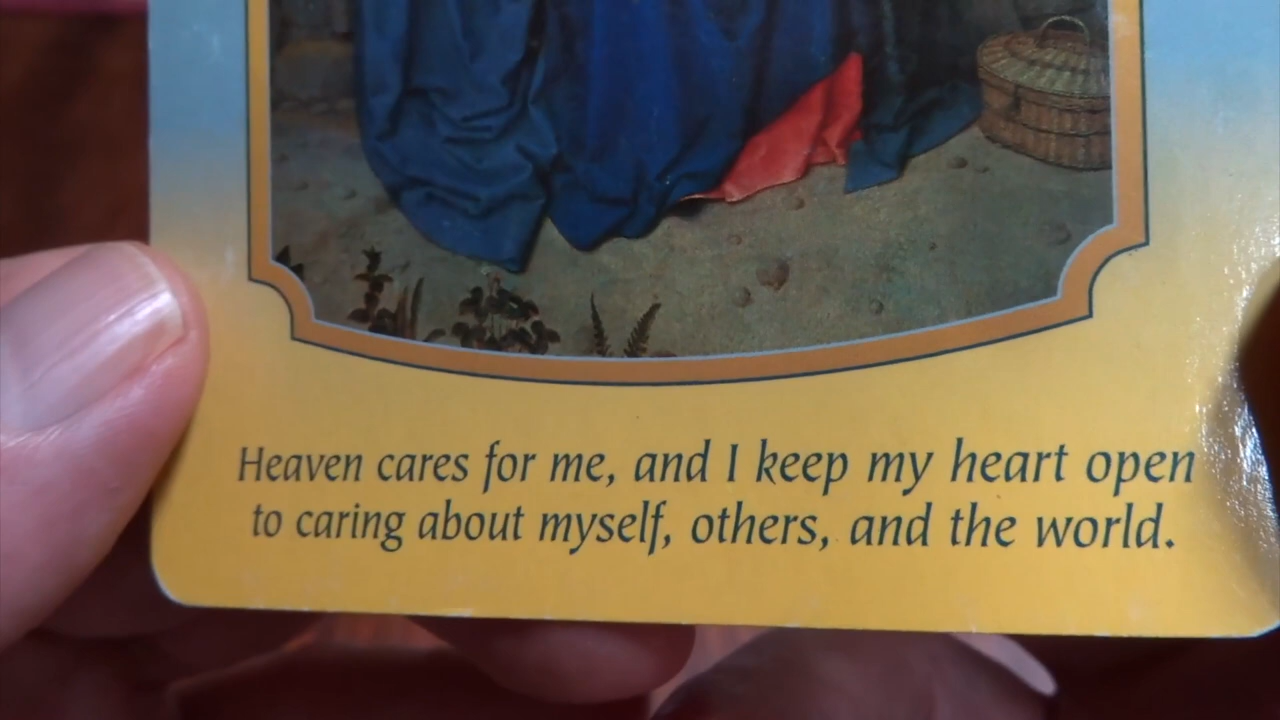 Heaven cares for me, and I keep my heart open
to caring about myself, others, and the world.